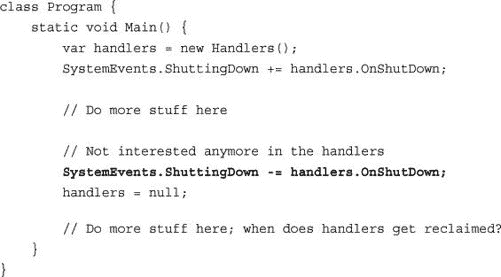 class Program {
    static void Main() {
        var handlers = new Handlers();
        SystemEvents.ShuttingDown += handlers.OnShutDown;

        // Do more stuff here

        // Not interested anymore in the handlers
        SystemEvents.ShuttingDown -= handlers.OnShutDown;
        handlers = null;

        // Do more stuff here; when does handlers get reclaimed?
    }
}